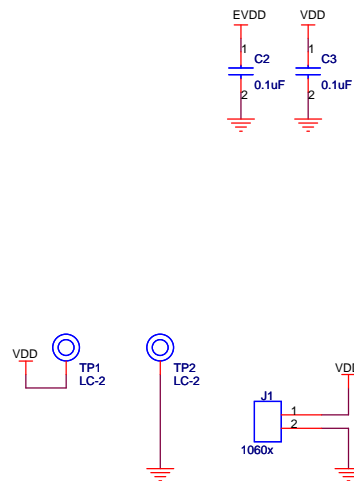 EVDD VDD
1 1
C2 C3
0.1uF 0.1uF
2 2
VDD
TP1 TP2
LC-2 LC-2
VDD
J1
1
2
1060x